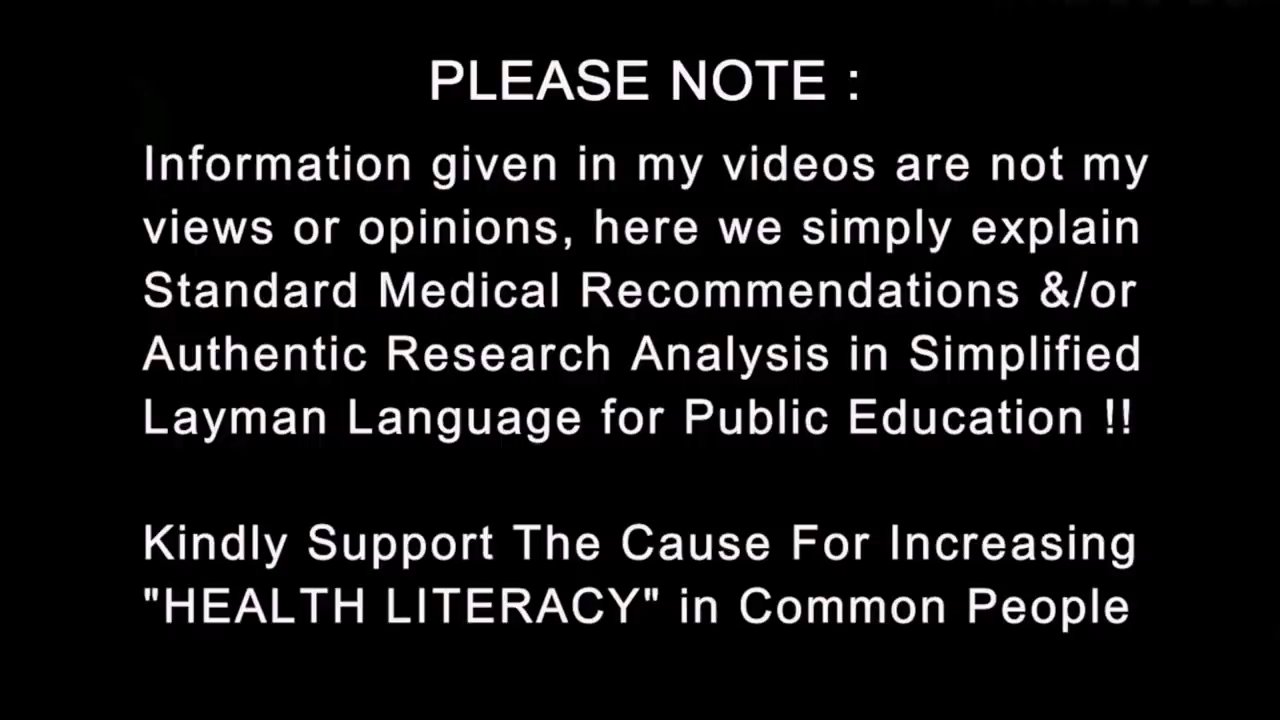 PLEASE NOTE :
Information given in my videos are not my
views or opinions, here we simply explain
Standard Medical Recommendations &/or
Authentic Research Analysis in Simplified
Layman Language for Public Education !!
Kindly Support The Cause For Increasing
"HEALTH LITERACY" in Common People